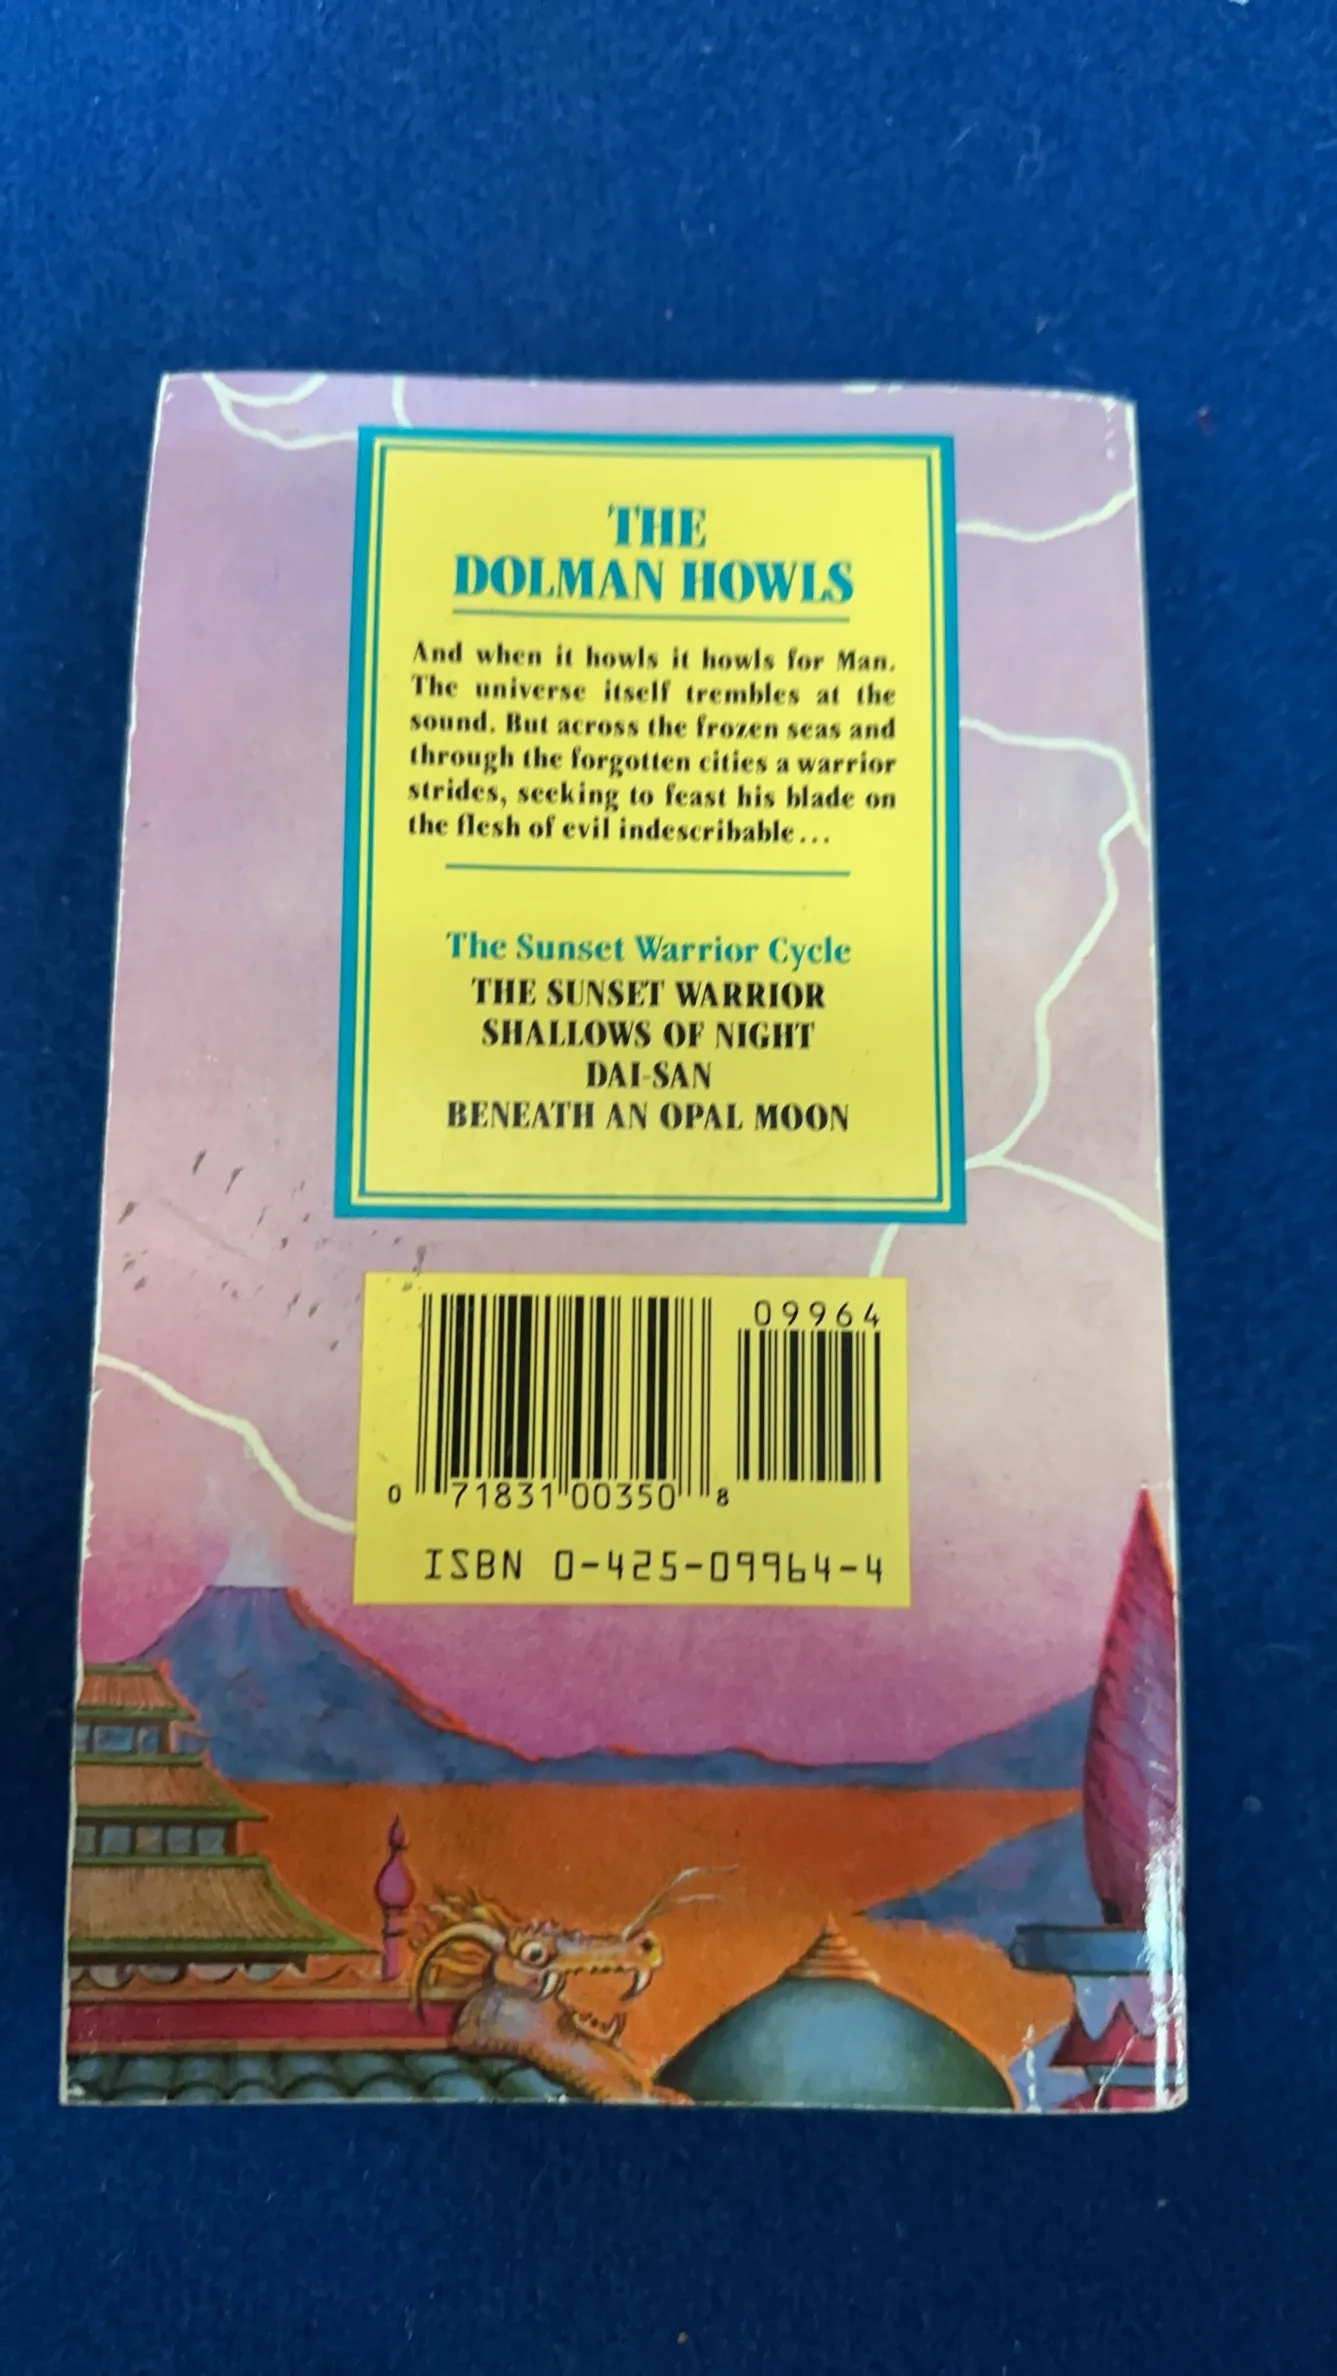 THE
DOLMAN HOWLS
And when it howls it howls for Man.
The universe itself trembles at the
sound. But across the frozen seas and
through the forgotten cities a warrior
strides, seeking to feast his blade on
the flesh of evil indescribable...
The Sunset Warrior Cycle
THE SUNSET WARRIOR
SHALLOWS OF NIGHT
DAI-SAN
BENEATH AN OPAL MOON
09964
0 71831 00350 8
ISBN 0-425-09964-4